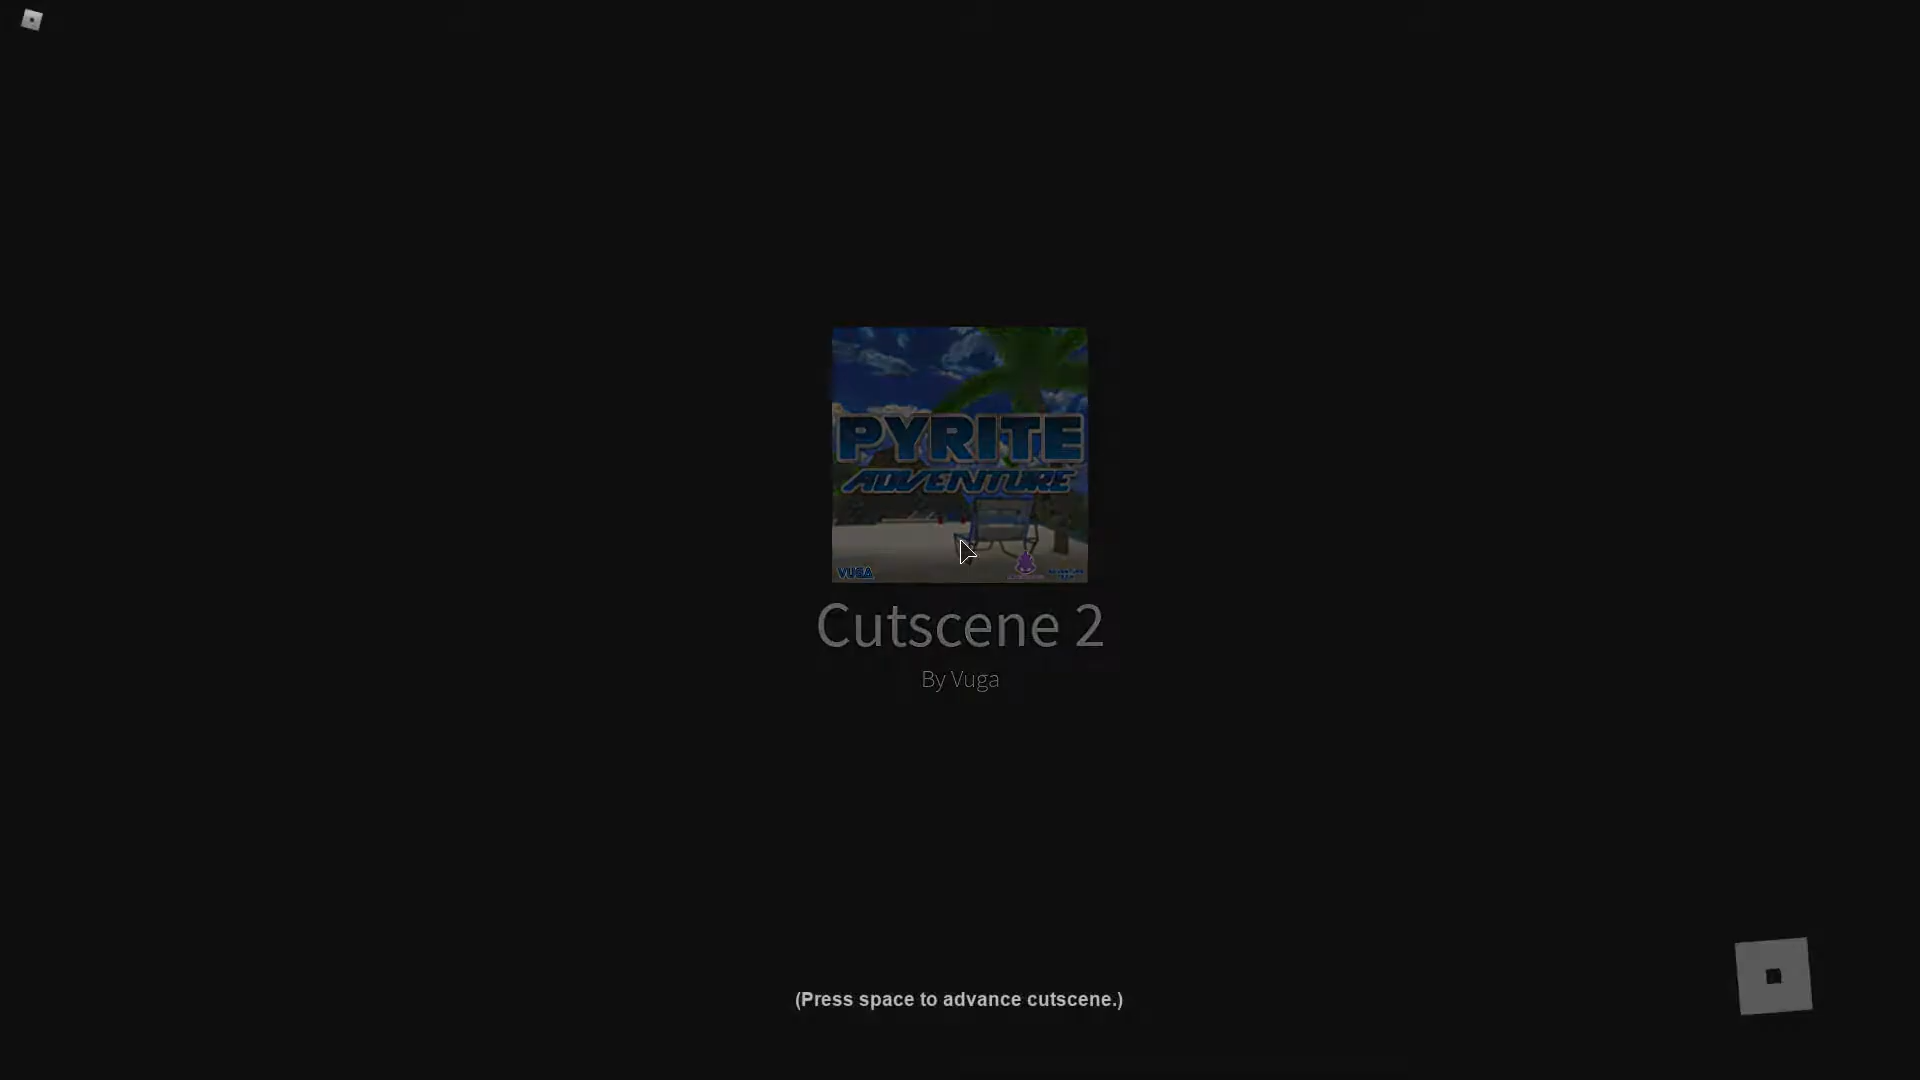 PYRITE
ADVENTURE
VUGA
Cutscene 2
By Vuga
(Press space to advance cutscene.)